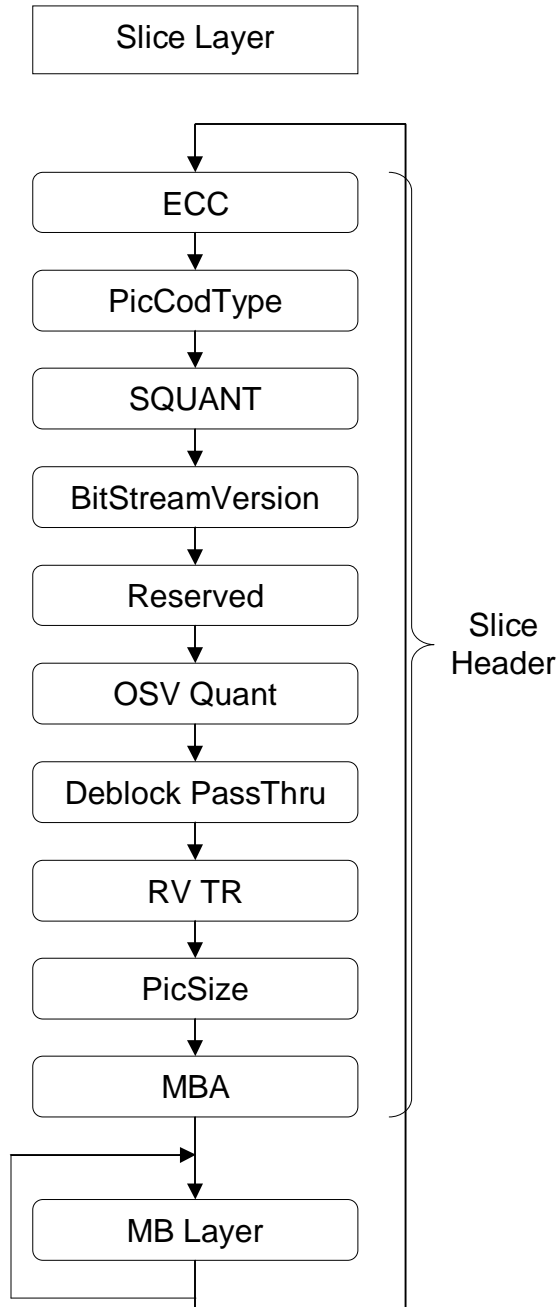 Slice Layer
ECC
PicCodType
SQUANT
BitStreamVersion
Reserved
OSV Quant
Deblock PassThru
RV TR
PicSize
MBA
MB Layer
Slice
Header